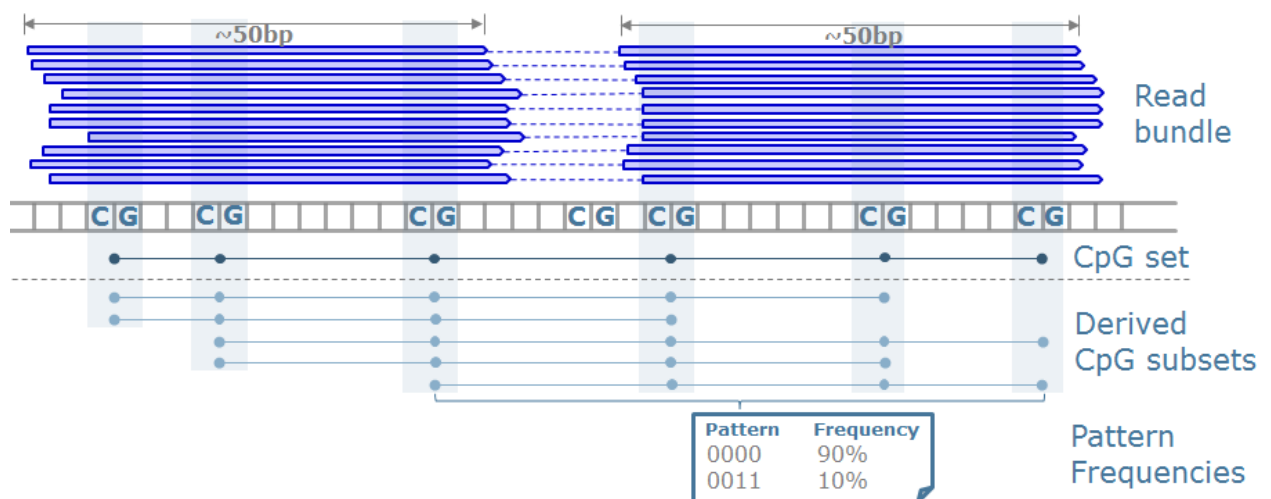 ~50bp ~50bp
Read
bundle
C G C G C G C G C G C G C G
CpG set
Derived
CpG subsets
Pattern Frequency
0000 90%
0011 10%
Pattern
Frequencies